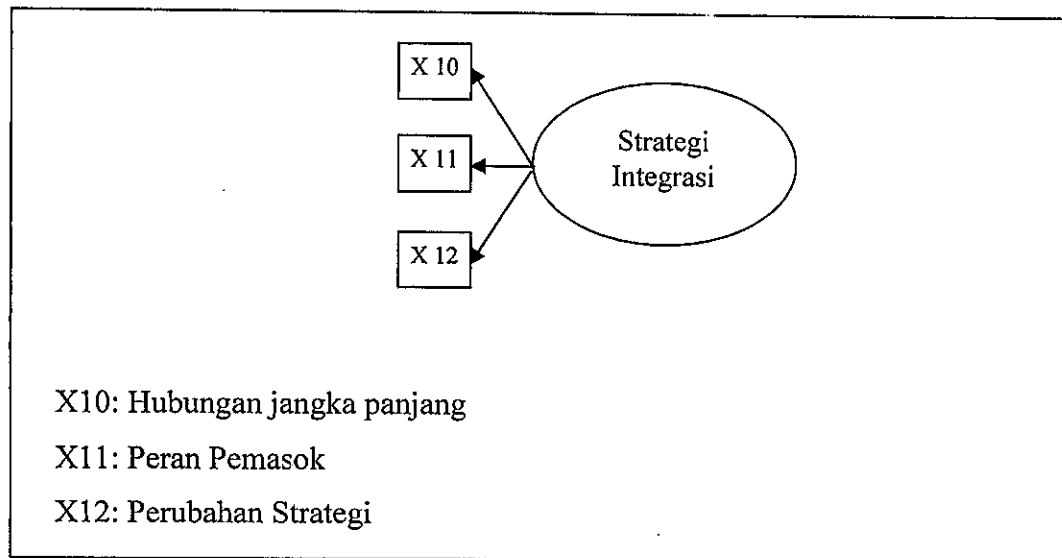 X 10
X 11
X 12
Strategi
Integrasi
X10: Hubungan jangka panjang
X11: Peran Pemasok
X12: Perubahan Strategi